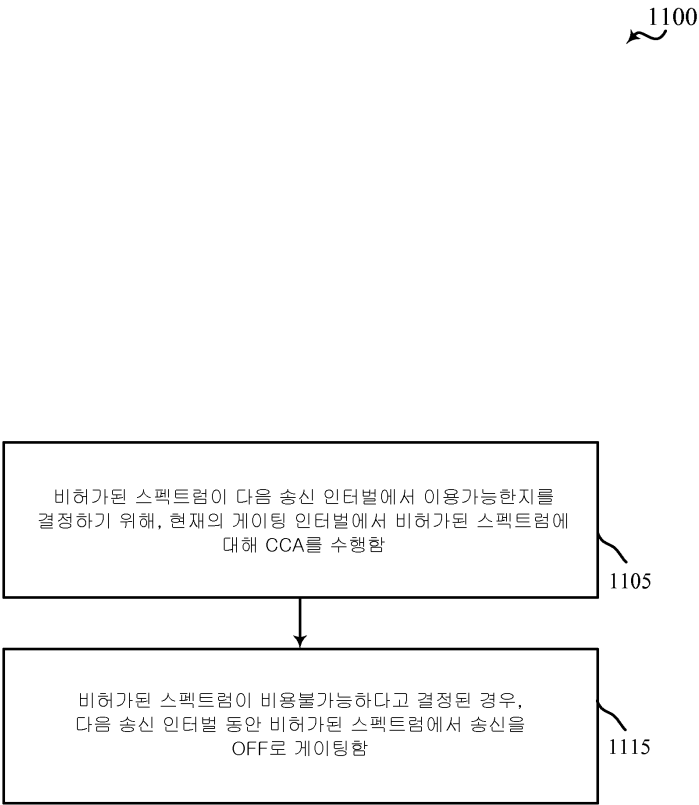 1100
비허가된 스펙트럼이 다음 송신 인터벌에서 이용가능한지를
결정하기 위해, 현재의 게이팅 인터벌에서 비허가된 스펙트럼에
대해 CCA를 수행함
1105
비허가된 스펙트럼이 비용불가능하다고 결정된 경우,
다음 송신 인터벌 동안 비허가된 스펙트럼에서 송신을
OFF로 게이팅함
1115